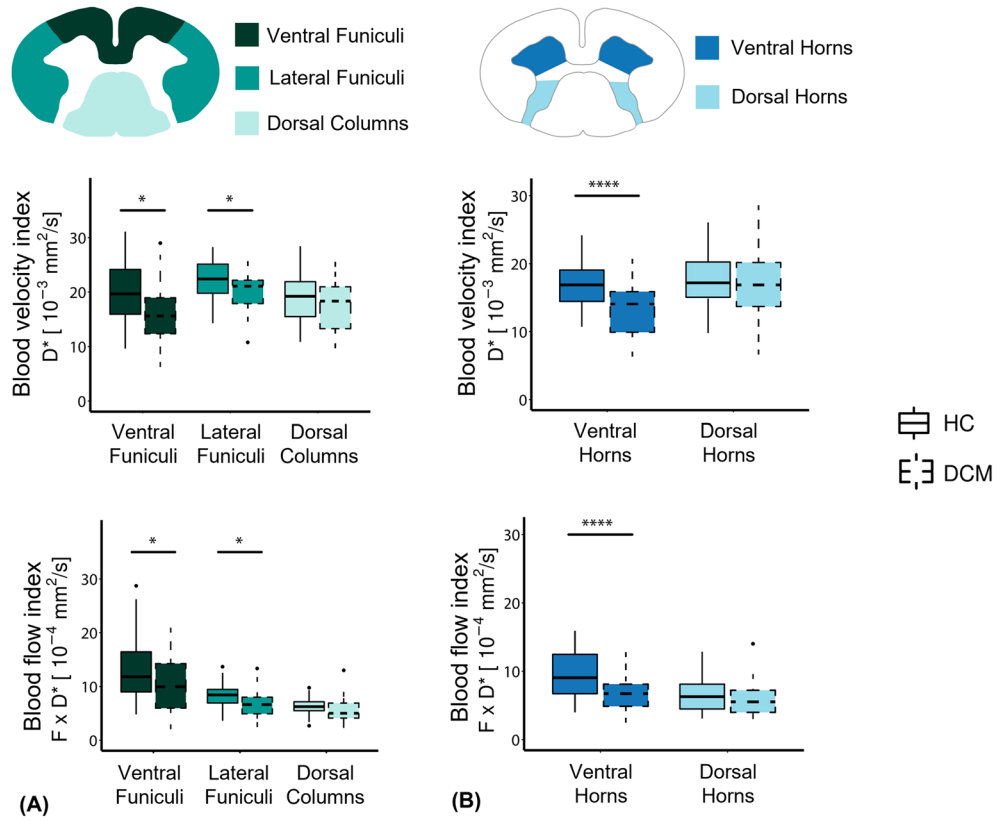 Ventral Funiculi
Lateral Funiculi
Dorsal Columns
Ventral Horns
Dorsal Horns
Blood velocity index
D* [ 10⁻³ mm²/s]
30
20
10
0
*
*
Ventral
Funiculi
Lateral
Funiculi
Dorsal
Columns
Blood velocity index
D* [ 10⁻³ mm²/s]
30
20
10
0
****
Ventral
Horns
Dorsal
Horns
HC
DCM
Blood flow index
F x D* [ 10⁻⁴ mm²/s]
30
20
10
0
*
*
Ventral
Funiculi
Lateral
Funiculi
Dorsal
Columns
(A)
Blood flow index
F x D* [ 10⁻⁴ mm²/s]
30
20
10
0
****
Ventral
Horns
Dorsal
Horns
(B)